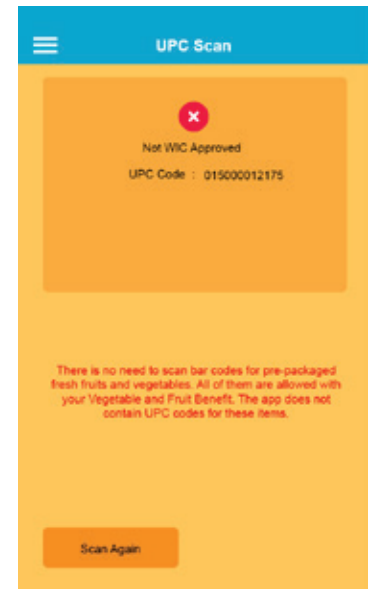 UPC Scan
Not WIC Approved
UPC Code : 015000012175
There is no need to scan bar codes for pre-packaged
fresh fruits and vegetables. All of them are allowed with
your Vegetable and Fruit Benefit. The app does not
contain UPC codes for these items.
Scan Again